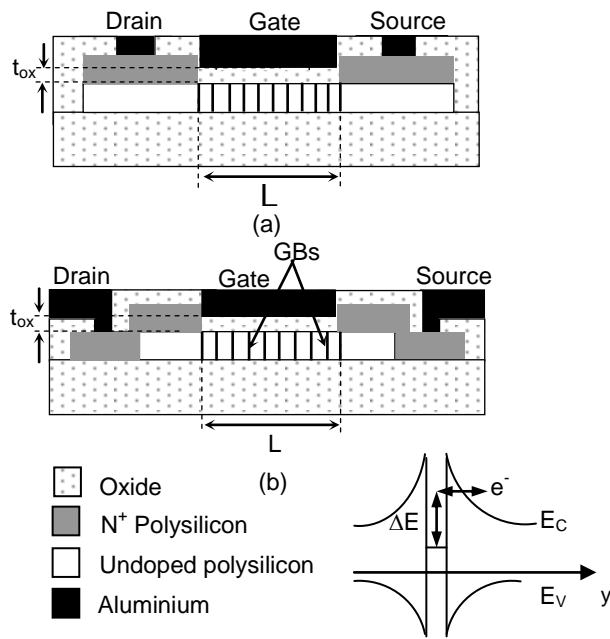 Drain Gate Source
tox
L
(a)
GBs
Drain Gate Source
tox
L
(b)
Oxide
N+ Polysilicon
Undoped polysilicon
Aluminium
e-
ΔE
EC
EV
y